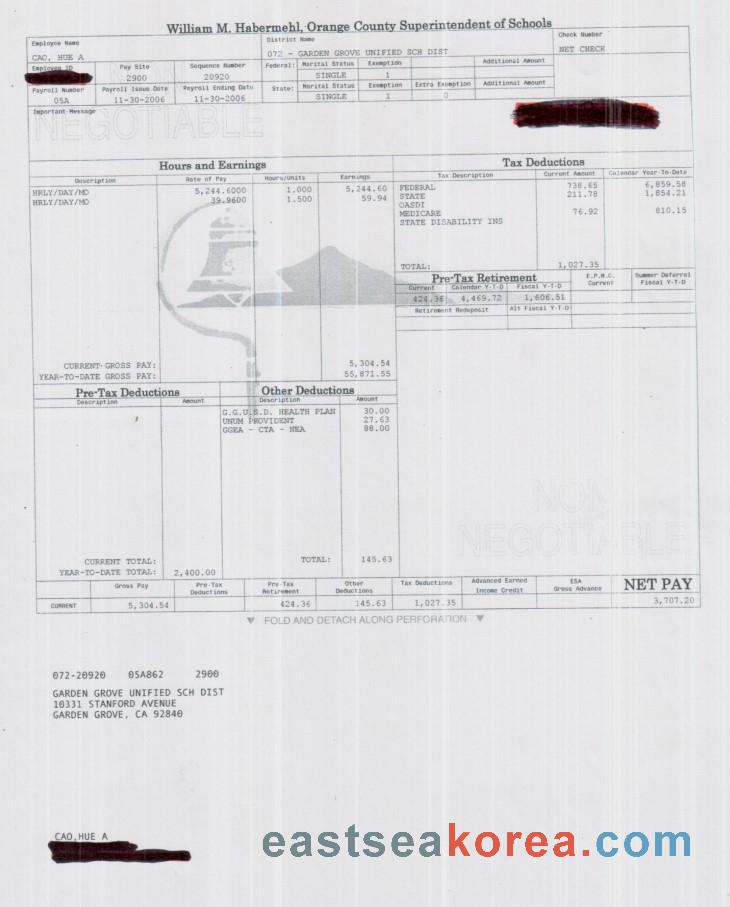 William M. Habermehl, Orange County Superintendent of Schools
Employee Name
District Name
Check Number
CAO, HUE A
072 - GARDEN GROVE UNIFIED SCH DIST
NET CHECK
Employee ID Pay Site Sequence Number Federal: Marital Status Exemption Additional Amount
2900 20920 SINGLE 1
Payroll Number Payroll Issue Date Payroll Ending Date State: Marital Status Exemption Extra Exemption Additional Amount
05A 11-30-2006 11-30-2006 SINGLE 1 0
Important Message
NON
NEGOTIABLE
Hours and Earnings
Description Rate of Pay Hours/Units Earnings
HRLY/DAY/MO 5,244.6000 1.000 5,244.60
HRLY/DAY/MO 39.9600 1.500 59.94
CURRENT GROSS PAY: 5,304.54
YEAR-TO-DATE GROSS PAY: 55,871.55
Tax Deductions
Tax Description Current Amount Calendar Year-To-Date
FEDERAL 738.65 6,859.58
STATE 211.78 1,854.21
OASDI
MEDICARE 76.92 810.15
STATE DISABILITY INS
TOTAL: 1,027.35
Pre-Tax Retirement
E.P.M.C. Current
Summer Deferral Fiscal Y-T-D
Current Calendar Y-T-D Fiscal Y-T-D
424.36 4,469.72 1,606.51
Retirement Redeposit Alt Fiscal Y-T-D
Pre-Tax Deductions
Description Amount
CURRENT TOTAL:
YEAR-TO-DATE TOTAL: 2,400.00
Other Deductions
Description Amount
G.G.U.S.D. HEALTH PLAN 30.00
UNUM PROVIDENT 27.63
GGEA - CTA - NEA 88.00
TOTAL: 145.63
NON
NEGOTIABLE
Gross Pay Pre-Tax Deductions Pre-Tax Retirement Other Deductions Tax Deductions Advanced Earned Income Credit ESA Gross Advance NET PAY
CURRENT 5,304.54 424.36 145.63 1,027.35 3,707.20
▼ FOLD AND DETACH ALONG PERFORATION ▼
072-20920 05A862 2900
GARDEN GROVE UNIFIED SCH DIST
10331 STANFORD AVENUE
GARDEN GROVE, CA 92840
CAO,HUE A
eastseakorea.com